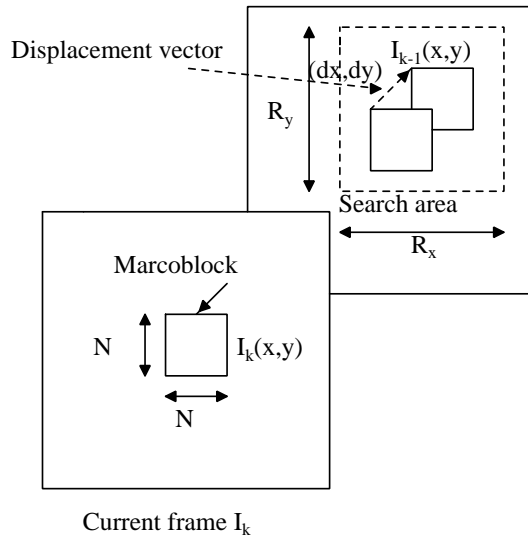 Displacement vector
I_{k-1}(x,y)
(dx,dy)
R_y
Search area
R_x
Marcoblock
N
I_k(x,y)
N
Current frame I_k